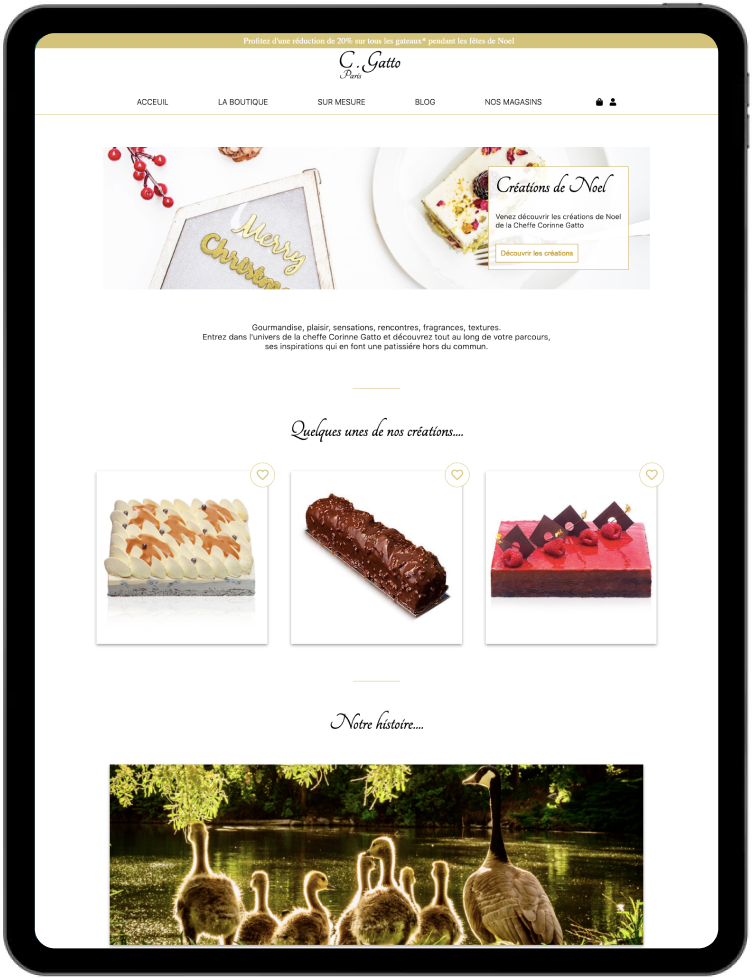 Profitez d'une réduction de 20% sur tous les gateaux* pendant les fêtes de Noel
C . Gatto
Paris
ACCEUIL LA BOUTIQUE SUR MESURE BLOG NOS MAGASINS
Merry
Christm
Créations de Noel
Venez découvrir les créations de Noel
de la Cheffe Corinne Gatto
Découvrir les créations
Gourmandise, plaisir, sensations, rencontres, fragrances, textures.
Entrez dans l'univers de la cheffe Corinne Gatto et découvrez tout au long de votre parcours,
ses inspirations qui en font une patissiére hors du commun.
Quelques unes de nos créations....
Notre histoire....